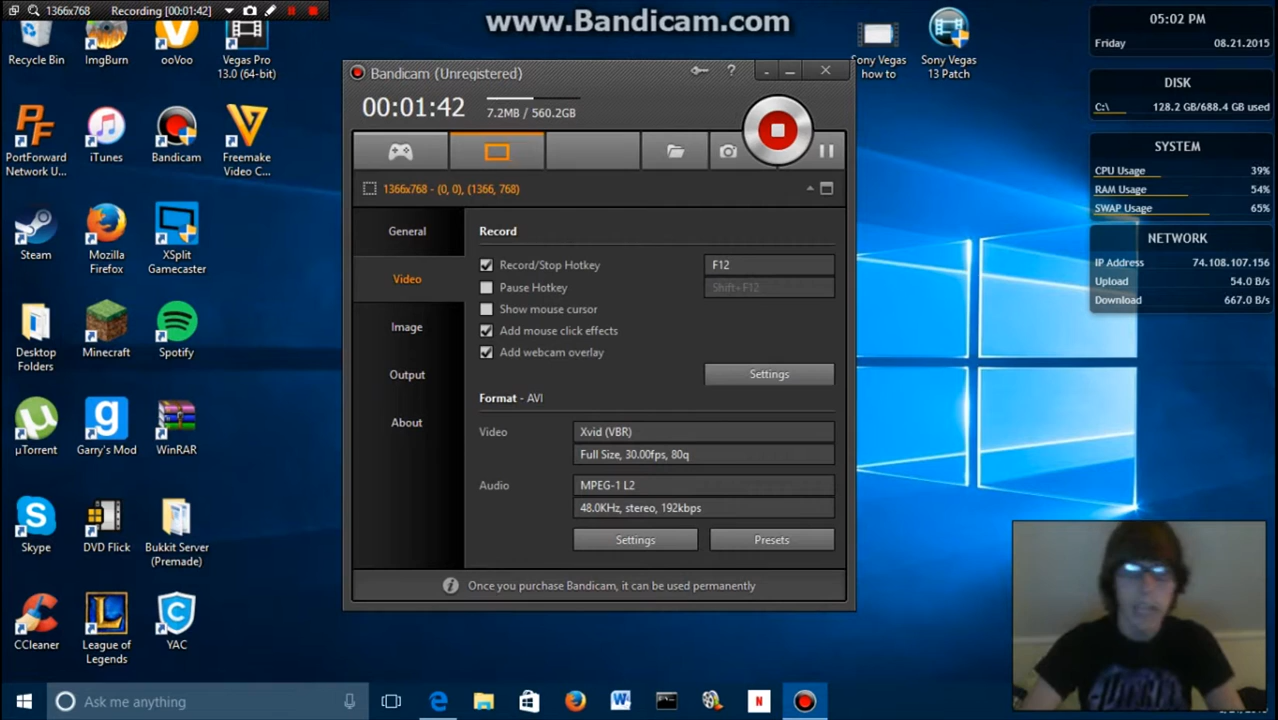 1366x768
Recording [00:01:42]
www.Bandicam.com
Recycle Bin
ImgBurn
ooVoo
Vegas Pro
13.0 (64-bit)
PortForward
Network U...
iTunes
Bandicam
Freemake
Video C...
Steam
Mozilla
Firefox
XSplit
Gamecaster
Desktop
Folders
Minecraft
Spotify
µTorrent
Garry's Mod
WinRAR
Skype
DVD Flick
Bukkit Server
(Premade)
CCleaner
League of
Legends
YAC
Bandicam (Unregistered)
00:01:42
7.2MB / 560.2GB
1366x768 - (0, 0), (1366, 768)
General
Video
Image
Output
About
Record
Record/Stop Hotkey
F12
Pause Hotkey
Shift+F12
Show mouse cursor
Add mouse click effects
Add webcam overlay
Settings
Format - AVI
Video
Xvid (VBR)
Full Size, 30.00fps, 80q
Audio
MPEG-1 L2
48.0KHz, stereo, 192kbps
Settings
Presets
Once you purchase Bandicam, it can be used permanently
Sony Vegas
how to
Sony Vegas
13 Patch
05:02 PM
Friday
08.21.2015
DISK
C:\
128.2 GB/688.4 GB used
SYSTEM
CPU Usage
39%
RAM Usage
54%
SWAP Usage
65%
NETWORK
IP Address
74.108.107.156
Upload
54.0 B/s
Download
667.0 B/s
Ask me anything